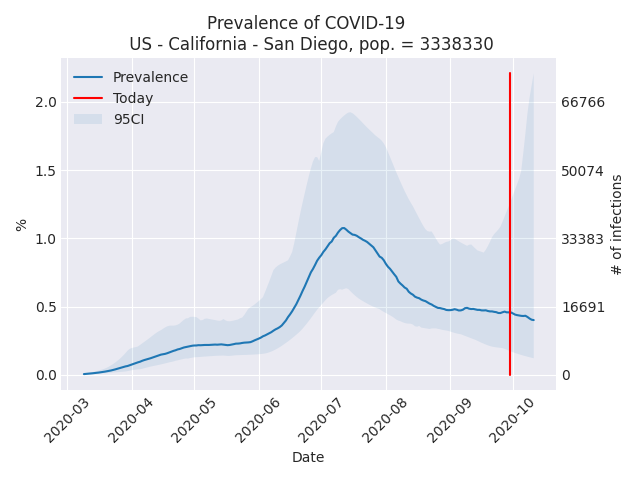 Prevalence of COVID-19
US - California - San Diego, pop. = 3338330
Prevalence
Today
95CI
2.0
1.5
1.0
0.5
0.0
%
66766
50074
33383
16691
0
# of infections
2020-03
2020-04
2020-05
2020-06
2020-07
2020-08
2020-09
2020-10
Date